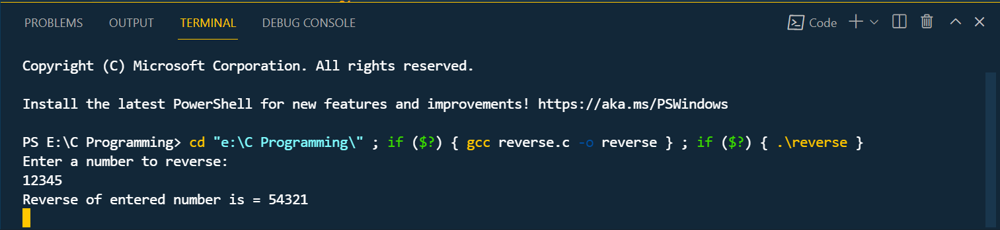 PROBLEMS OUTPUT TERMINAL DEBUG CONSOLE Code
Copyright (C) Microsoft Corporation. All rights reserved.
Install the latest PowerShell for new features and improvements! https://aka.ms/PSWindows
PS E:\C Programming> cd "e:\C Programming\" ; if ($?) { gcc reverse.c -o reverse } ; if ($?) { .\reverse }
Enter a number to reverse:
12345
Reverse of entered number is = 54321